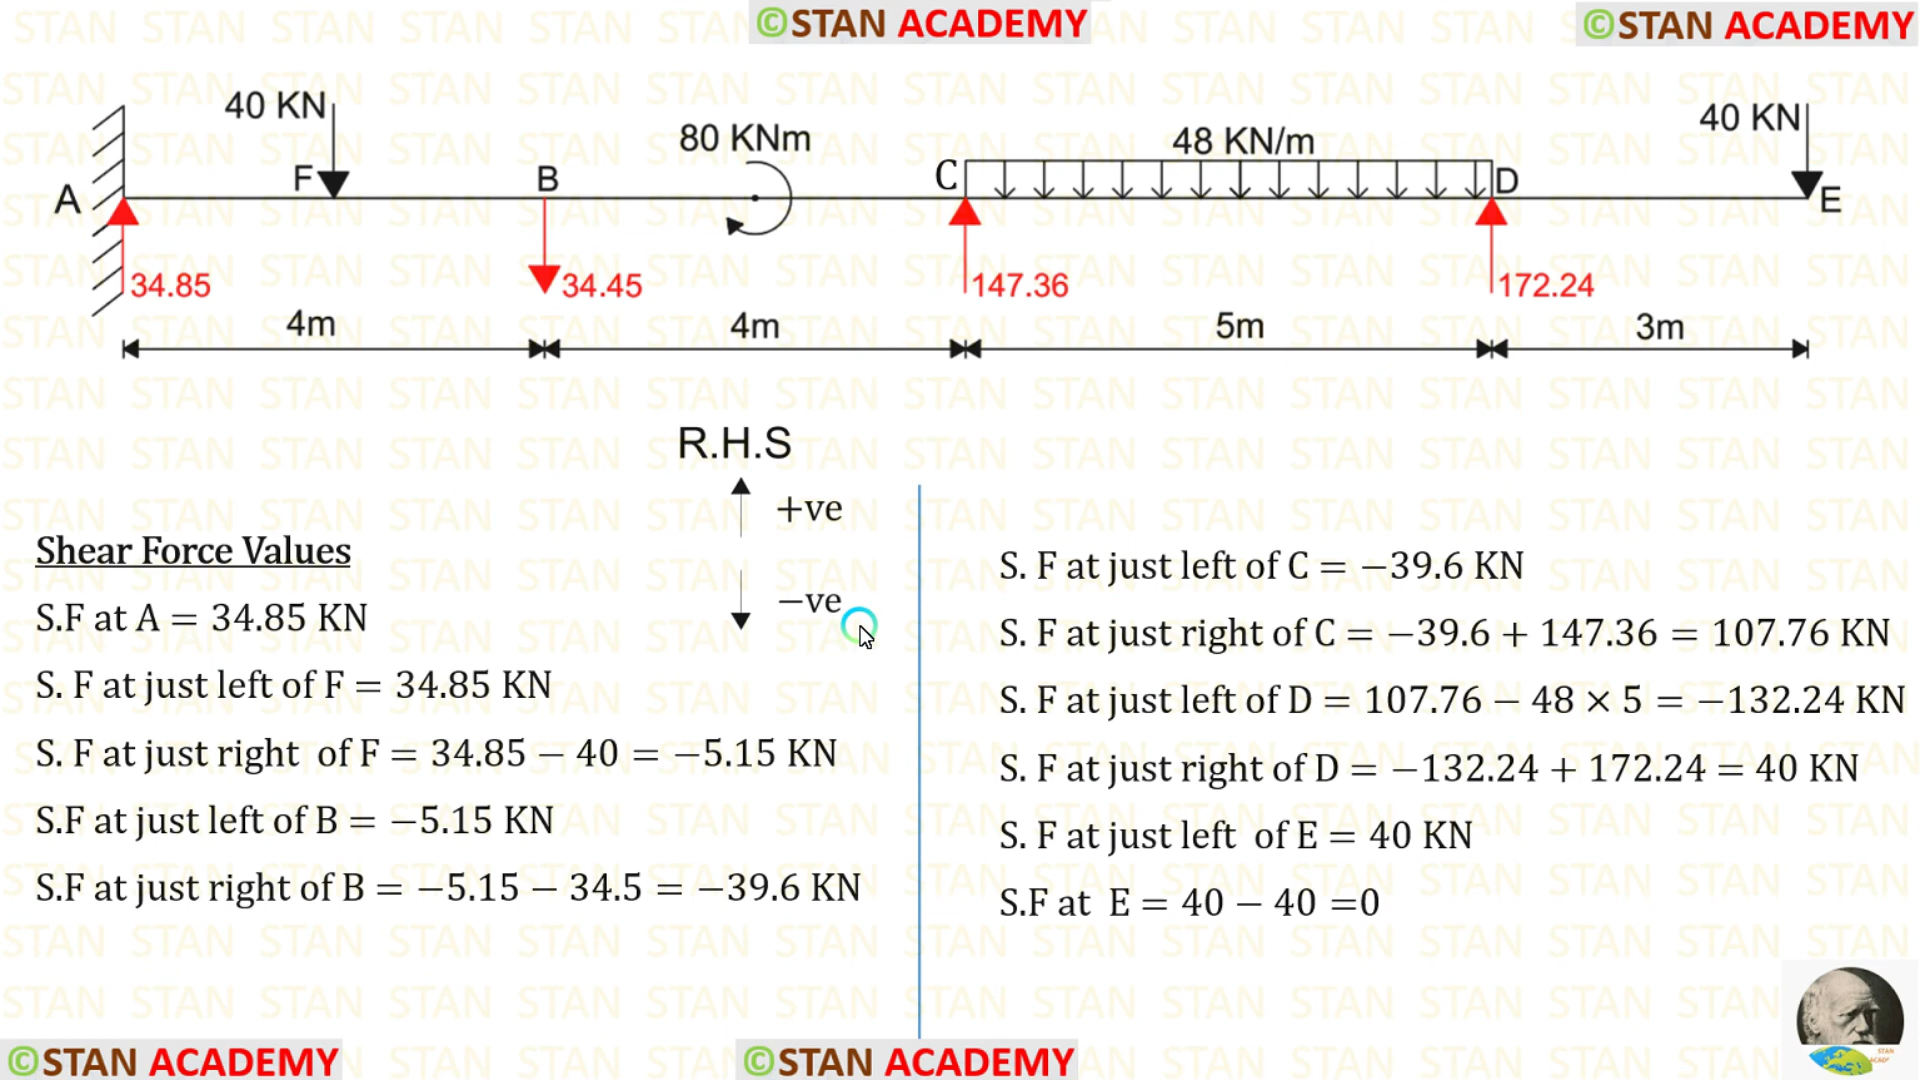 ©STAN ACADEMY
©STAN ACADEMY
40 KN
F
B
80 KNm
C
48 KN/m
D
40 KN
E
A
34.85
34.45
147.36
172.24
4m
4m
5m
3m
R.H.S
+ve
−ve
Shear Force Values
S.F at A = 34.85 KN
S. F at just left of F = 34.85 KN
S. F at just right of F = 34.85 − 40 = −5.15 KN
S.F at just left of B = −5.15 KN
S.F at just right of B = −5.15 − 34.5 = −39.6 KN
S. F at just left of C = −39.6 KN
S. F at just right of C = −39.6 + 147.36 = 107.76 KN
S. F at just left of D = 107.76 − 48 × 5 = −132.24 KN
S. F at just right of D = −132.24 + 172.24 = 40 KN
S. F at just left of E = 40 KN
S.F at E = 40 − 40 =0
©STAN ACADEMY
©STAN ACADEMY